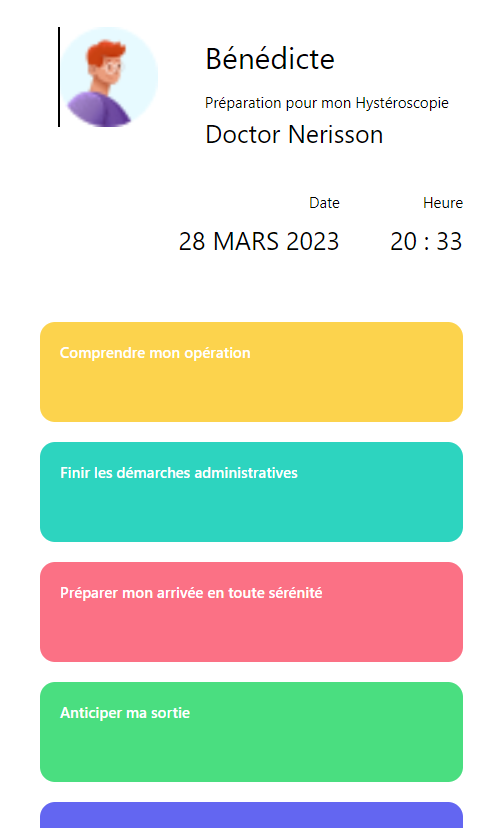 Bénédicte
Préparation pour mon Hystéroscopie
Doctor Nerisson
Date Heure
28 MARS 2023 20 : 33
Comprendre mon opération
Finir les démarches administratives
Préparer mon arrivée en toute sérénité
Anticiper ma sortie